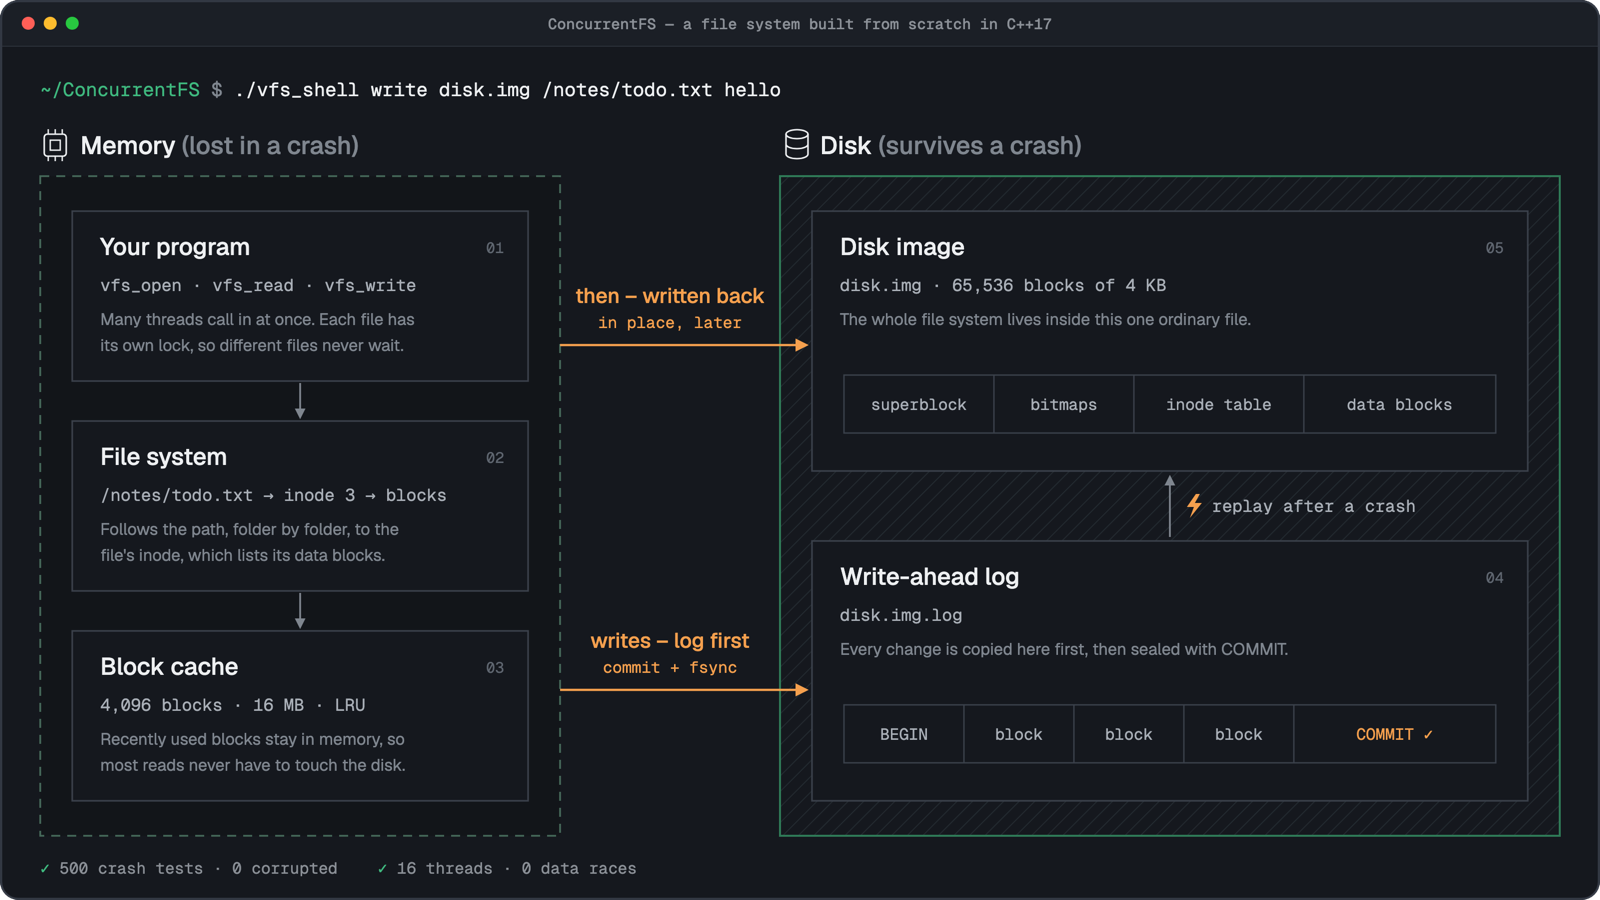 ConcurrentFS — a file system built from scratch in C++17
~/ConcurrentFS $ ./vfs_shell write disk.img /notes/todo.txt hello
Memory (lost in a crash)
Your program 01
vfs_open · vfs_read · vfs_write
Many threads call in at once. Each file has
its own lock, so different files never wait.
File system 02
/notes/todo.txt → inode 3 → blocks
Follows the path, folder by folder, to the
file's inode, which lists its data blocks.
Block cache 03
4,096 blocks · 16 MB · LRU
Recently used blocks stay in memory, so
most reads never have to touch the disk.
then – written back
in place, later
writes – log first
commit + fsync
Disk (survives a crash)
Disk image 05
disk.img · 65,536 blocks of 4 KB
The whole file system lives inside this one ordinary file.
superblock bitmaps inode table data blocks
replay after a crash
Write-ahead log 04
disk.img.log
Every change is copied here first, then sealed with COMMIT.
BEGIN block block block COMMIT ✓
✓ 500 crash tests · 0 corrupted ✓ 16 threads · 0 data races